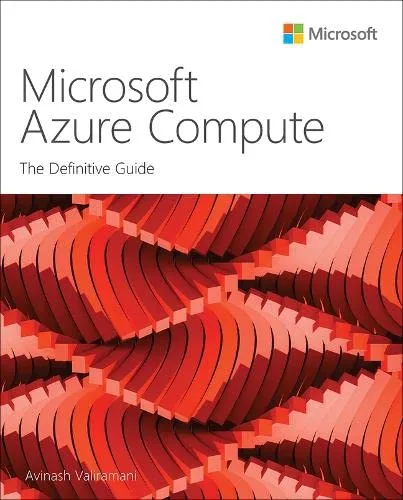 Microsoft
Microsoft
Azure Compute
The Definitive Guide
Avinash Valiramani